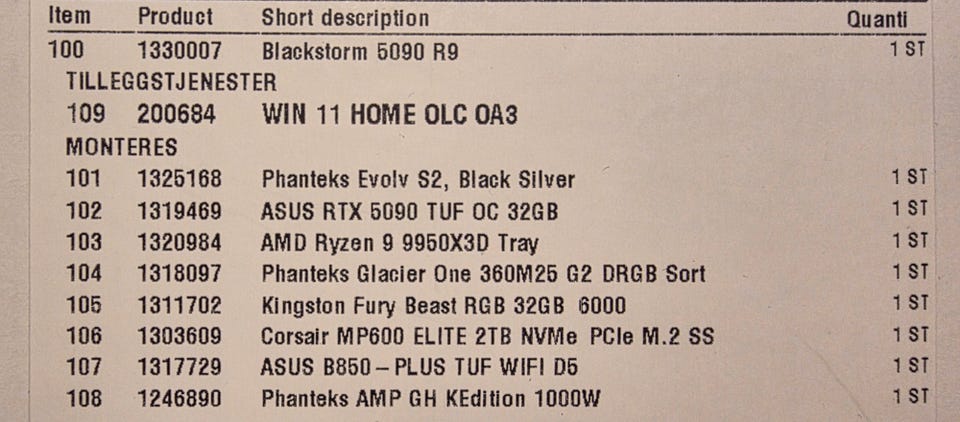 Item Product Short description Quanti
100 1330007 Blackstorm 5090 R9 1 ST
TILLEGGSTJENESTER
109 200684 WIN 11 HOME OLC OA3
MONTERES
101 1325168 Phanteks Evolv S2, Black Silver 1 ST
102 1319469 ASUS RTX 5090 TUF OC 32GB 1 ST
103 1320984 AMD Ryzen 9 9950X3D Tray 1 ST
104 1318097 Phanteks Glacier One 360M25 G2 DRGB Sort 1 ST
105 1311702 Kingston Fury Beast RGB 32GB 6000 1 ST
106 1303609 Corsair MP600 ELITE 2TB NVMe PCIe M.2 SS 1 ST
107 1317729 ASUS B850-PLUS TUF WIFI D5 1 ST
108 1246890 Phanteks AMP GH KEdition 1000W 1 ST